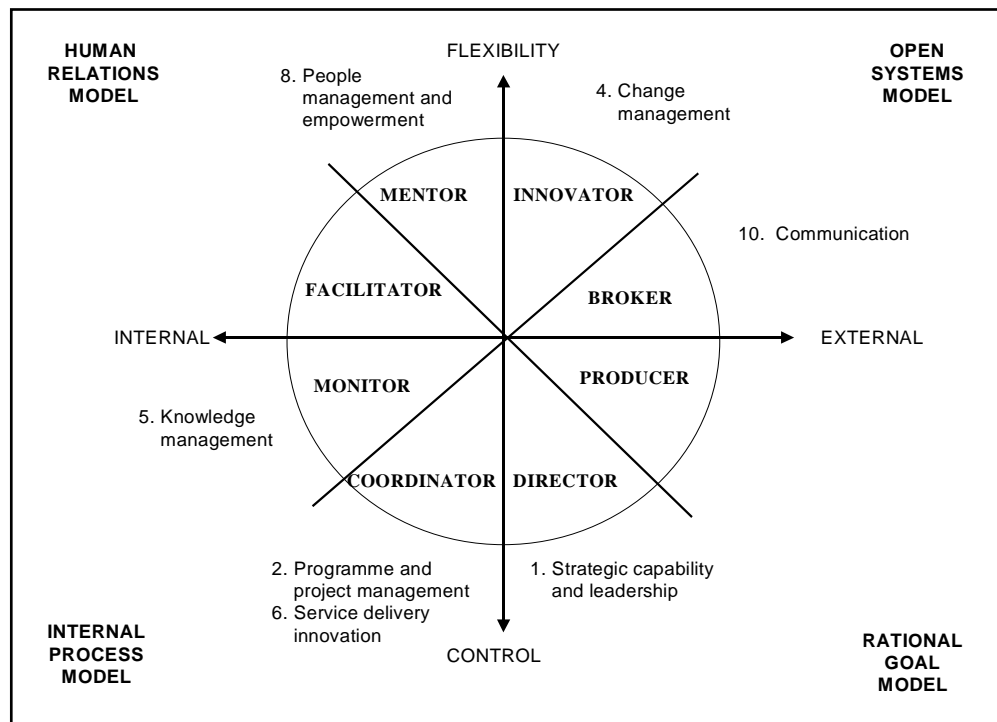 HUMAN
RELATIONS
MODEL
FLEXIBILITY
OPEN
SYSTEMS
MODEL
8. People
management and
empowerment
4. Change
management
MENTOR
INNOVATOR
10. Communication
FACILITATOR
BROKER
INTERNAL
EXTERNAL
MONITOR
PRODUCER
5. Knowledge
management
COORDINATOR
DIRECTOR
2. Programme and
project management
6. Service delivery
innovation
1. Strategic capability
and leadership
INTERNAL
PROCESS
MODEL
CONTROL
RATIONAL
GOAL
MODEL